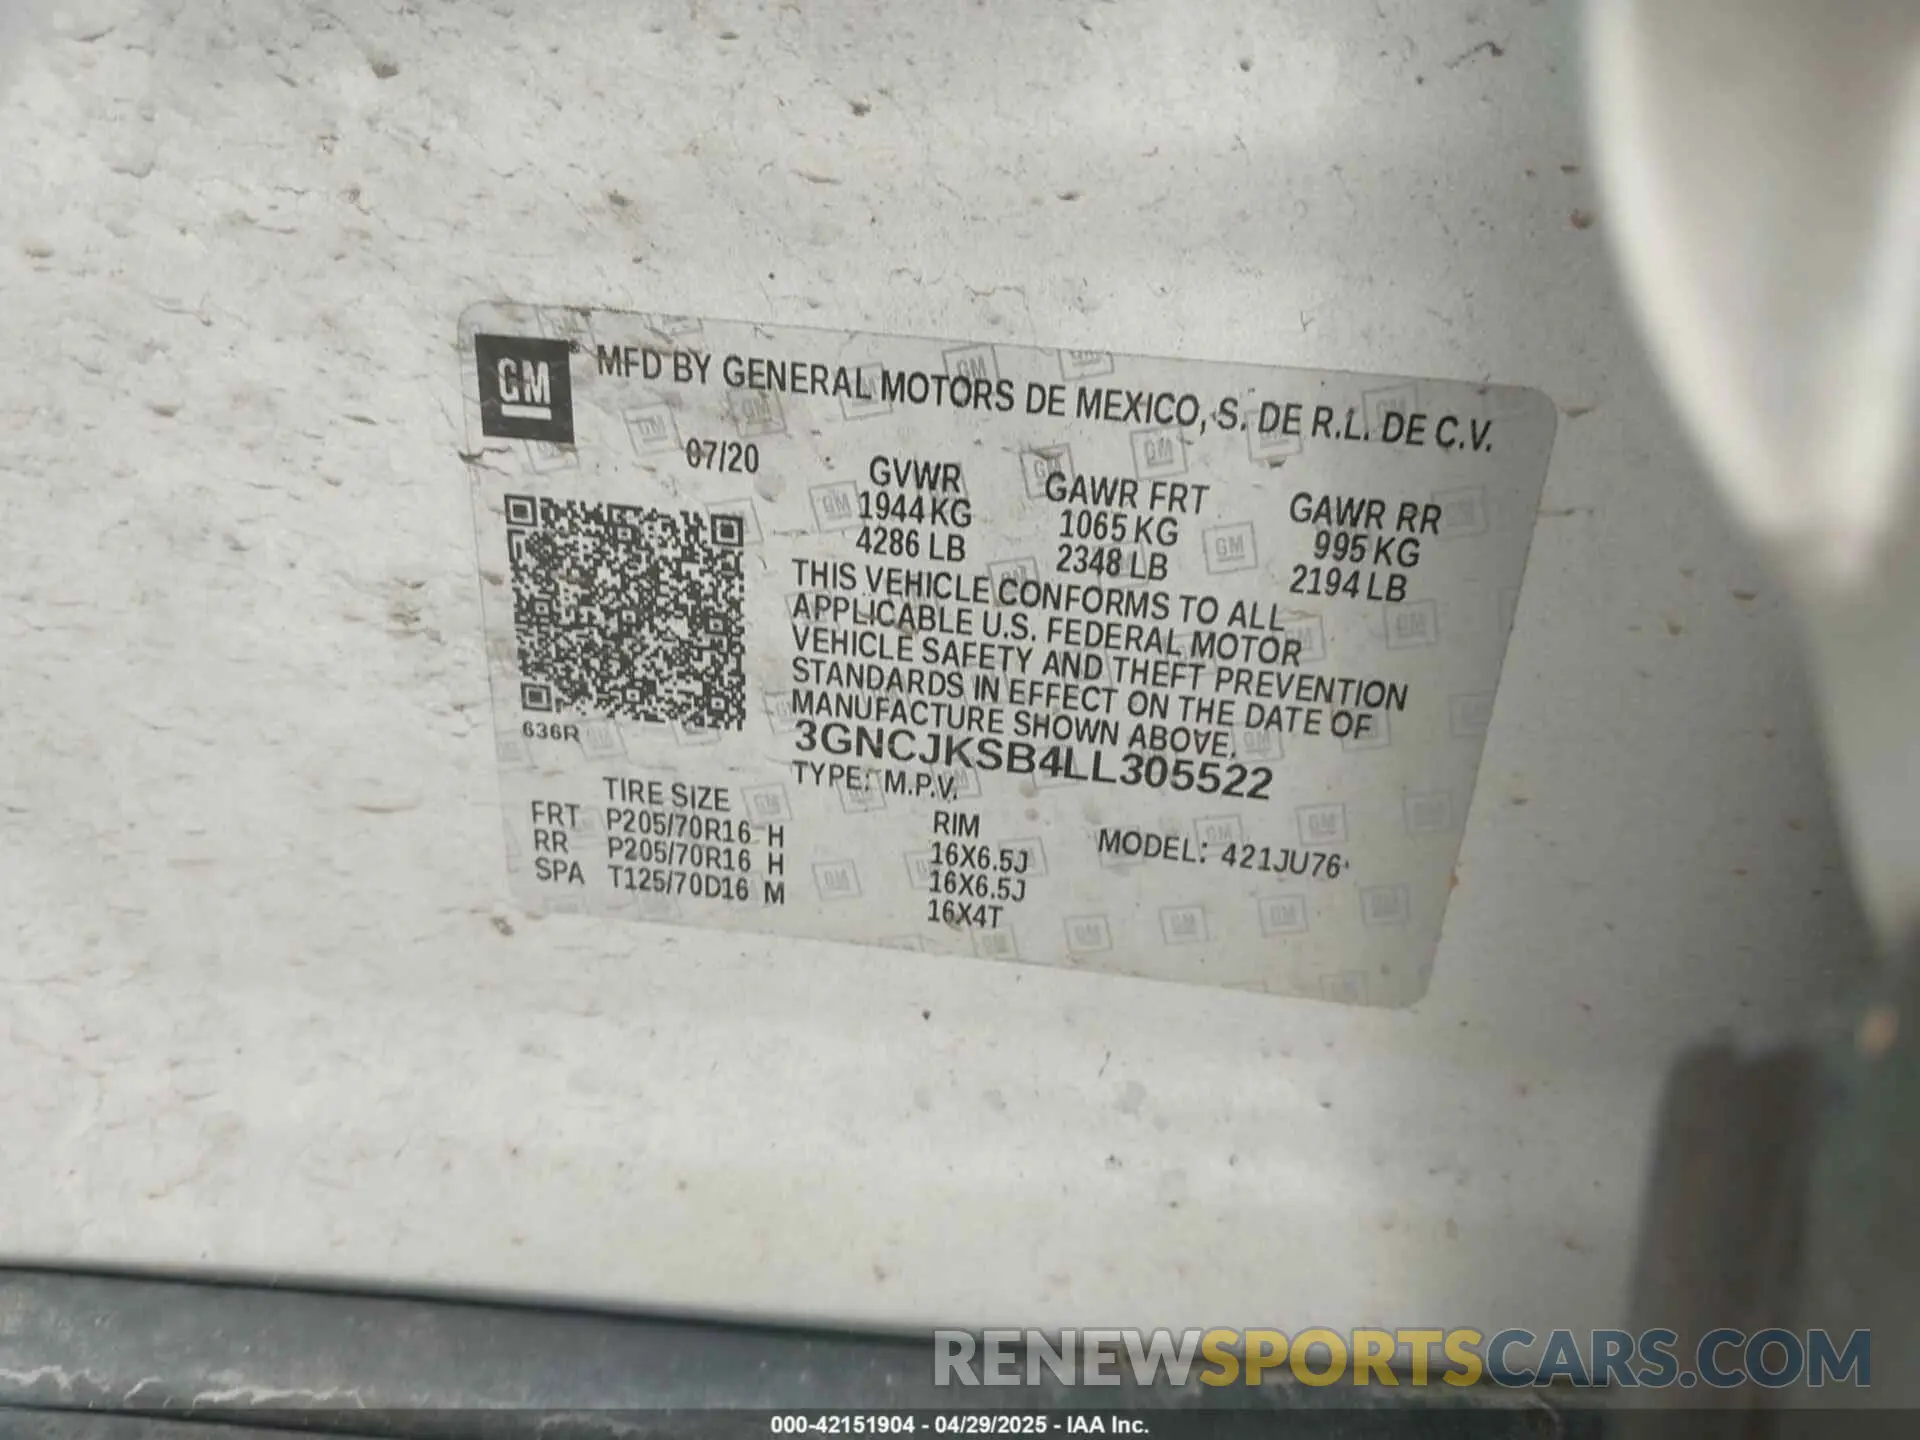 GM
MFD BY GENERAL MOTORS DE MEXICO, S. DE R.L. DE C.V.
07/20
GVWR GAWR FRT GAWR RR
1944 KG 1065 KG 995 KG
4286 LB 2348 LB 2194 LB
THIS VEHICLE CONFORMS TO ALL
APPLICABLE U.S. FEDERAL MOTOR
VEHICLE SAFETY AND THEFT PREVENTION
STANDARDS IN EFFECT ON THE DATE OF
MANUFACTURE SHOWN ABOVE.
3GNCJKSB4LL305522
TYPE: M.P.V.
636R
TIRE SIZE RIM
FRT P205/70R16 H 16X6.5J MODEL: 421JU76
RR P205/70R16 H 16X6.5J
SPA T125/70D16 M 16X4T
RENEWSPORTSCARS.COM
000-42151904 - 04/29/2025 - IAA Inc.